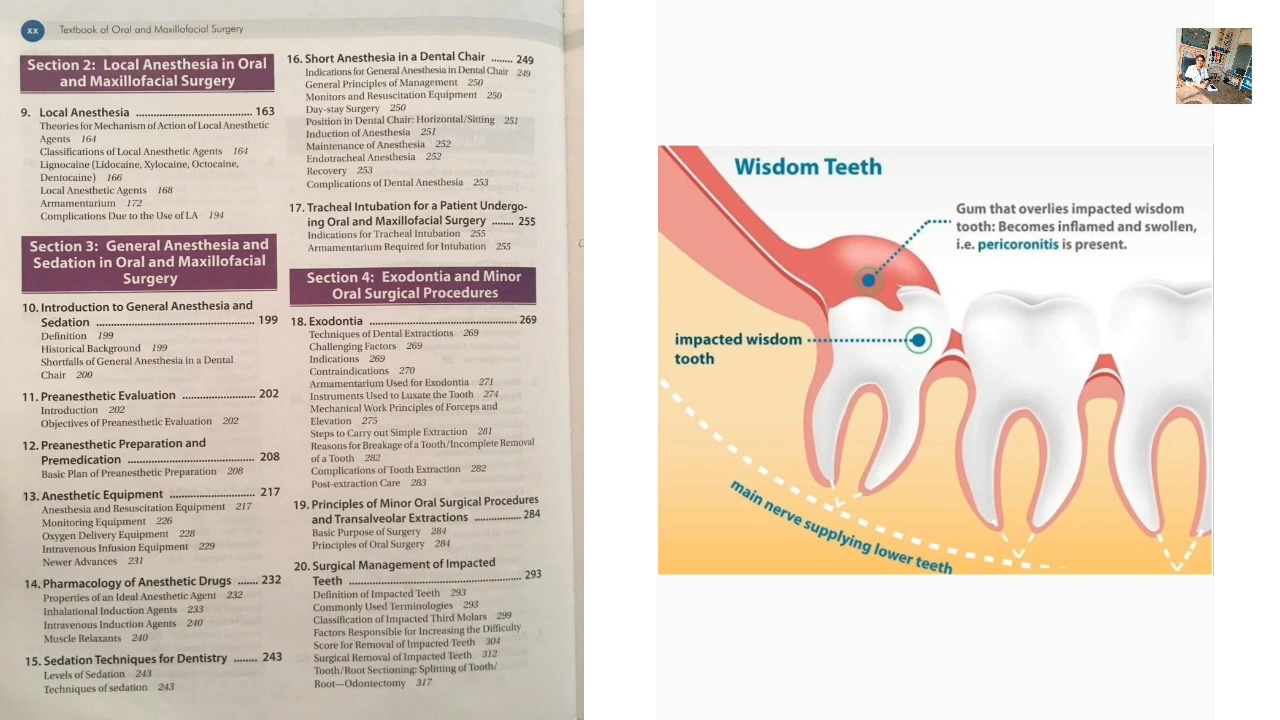 xx
Textbook of Oral and Maxillofacial Surgery
Section 2: Local Anesthesia in Oral
and Maxillofacial Surgery
9. Local Anesthesia .................................... 163
Theories for Mechanism of Action of Local Anesthetic
Agents 164
Classifications of Local Anesthetic Agents 164
Lignocaine (Lidocaine, Xylocaine, Octocaine,
Dentocaine) 166
Local Anesthetic Agents 168
Armamentarium 172
Complications Due to the Use of LA 194
Section 3: General Anesthesia and
Sedation in Oral and Maxillofacial
Surgery
10. Introduction to General Anesthesia and
Sedation ................................................ 199
Definition 199
Historical Background 199
Shortfalls of General Anesthesia in a Dental
Chair 200
11. Preanesthetic Evaluation ...................... 202
Introduction 202
Objectives of Preanesthetic Evaluation 202
12. Preanesthetic Preparation and
Premedication ...................................... 208
Basic Plan of Preanesthetic Preparation 208
13. Anesthetic Equipment ......................... 217
Anesthesia and Resuscitation Equipment 217
Monitoring Equipment 226
Oxygen Delivery Equipment 228
Intravenous Infusion Equipment 229
Newer Advances 231
14. Pharmacology of Anesthetic Drugs ...... 232
Properties of an Ideal Anesthetic Agent 232
Inhalational Induction Agents 233
Intravenous Induction Agents 240
Muscle Relaxants 240
15. Sedation Techniques for Dentistry ........ 243
Levels of Sedation 243
Techniques of sedation 243
16. Short Anesthesia in a Dental Chair ....... 249
Indications for General Anesthesia in Dental Chair 249
General Principles of Management 250
Monitors and Resuscitation Equipment 250
Day-stay Surgery 250
Position in Dental Chair: Horizontal/Sitting 251
Induction of Anesthesia 251
Maintenance of Anesthesia 252
Endotracheal Anesthesia 252
Recovery 253
Complications of Dental Anesthesia 253
17. Tracheal Intubation for a Patient Undergo-
ing Oral and Maxillofacial Surgery ....... 255
Indications for Tracheal Intubation 255
Armamentarium Required for Intubation 255
Section 4: Exodontia and Minor
Oral Surgical Procedures
18. Exodontia ............................................ 269
Techniques of Dental Extractions 269
Challenging Factors 269
Indications 269
Contraindications 270
Armamentarium Used for Exodontia 271
Instruments Used to Luxate the Tooth 274
Mechanical Work Principles of Forceps and
Elevation 275
Steps to Carry out Simple Extraction 281
Reasons for Breakage of a Tooth/Incomplete Removal
of a Tooth 282
Complications of Tooth Extraction 282
Post-extraction Care 283
19. Principles of Minor Oral Surgical Procedures
and Transalveolar Extractions .............. 284
Basic Purpose of Surgery 284
Principles of Oral Surgery 284
20. Surgical Management of Impacted
Teeth .................................................... 293
Definition of Impacted Teeth 293
Commonly Used Terminologies 293
Classification of Impacted Third Molars 299
Factors Responsible for Increasing the Difficulty
Score for Removal of Impacted Teeth 304
Surgical Removal of Impacted Teeth 312
Tooth/Root Sectioning: Splitting of Tooth/
Root—Odontectomy 317
Wisdom Teeth
Gum that overlies impacted wisdom
tooth: Becomes inflamed and swollen,
i.e. pericoronitis is present.
impacted wisdom
tooth
main nerve supplying lower teeth